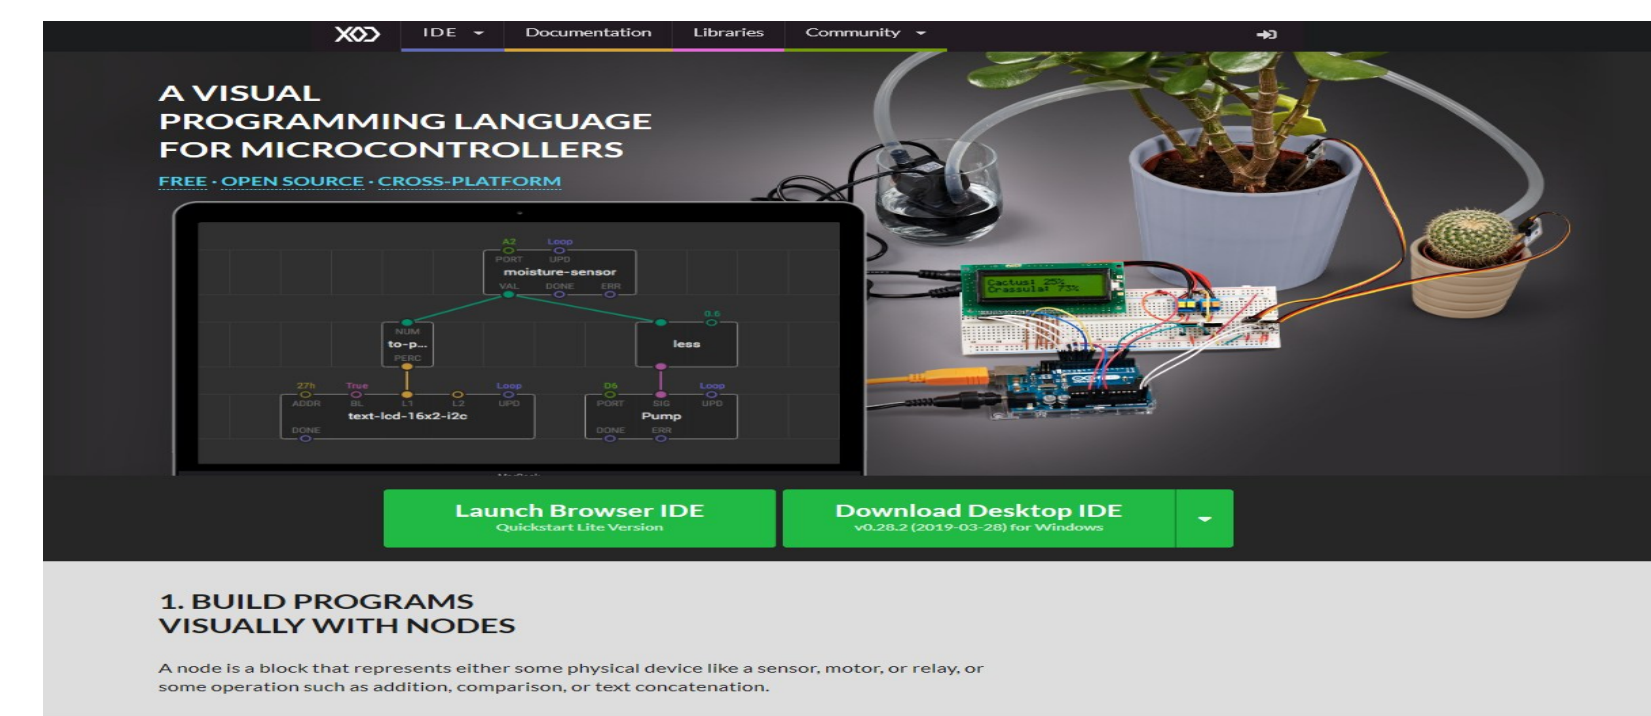 XOD IDE Documentation Libraries Community
A VISUAL
PROGRAMMING LANGUAGE
FOR MICROCONTROLLERS
FREE · OPEN SOURCE · CROSS-PLATFORM
A2 Loop
PORT UPD
moisture-sensor
VAL DONE ERR
0.6
NUM
to-p...
PERC
less
27h True Loop
ADDR BL L1 L2 UPD
text-lcd-16x2-i2c
DONE
D6 Loop
PORT SIG UPD
Pump
DONE ERR
Cactus: 25%
Crassula: 73%
Launch Browser IDE
Quickstart Lite Version
Download Desktop IDE
v0.28.2 (2019-03-28) for Windows
1. BUILD PROGRAMS
VISUALLY WITH NODES
A node is a block that represents either some physical device like a sensor, motor, or relay, or
some operation such as addition, comparison, or text concatenation.